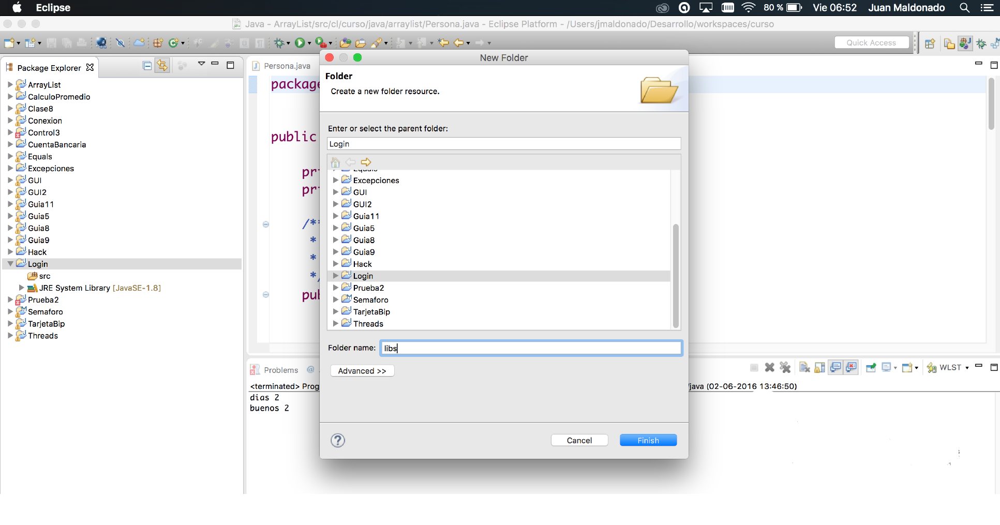 Eclipse
80 %
Vie 06:52
Juan Maldonado
Java - ArrayList/src/cl/curso/java/arraylist/Persona.java - Eclipse Platform - /Users/jmaldonado/Desarrollo/workspaces/curso
Quick Access
Package Explorer
ArrayList
CalculoPromedio
Clase8
Conexion
Control3
CuentaBancaria
Equals
Excepciones
GUI
GUI2
Guia11
Guia5
Guia8
Guia9
Hack
Login
src
JRE System Library [JavaSE-1.8]
Prueba2
Semaforo
TarjetaBip
Threads
Persona.java
package
public
/**
*
*
*/
New Folder
Folder
Create a new folder resource.
Enter or select the parent folder:
Login
Equals
Excepciones
GUI
GUI2
Guia11
Guia5
Guia8
Guia9
Hack
Login
Prueba2
Semaforo
TarjetaBip
Threads
Folder name:
libs
Advanced >>
Cancel
Finish
Problems
@
WLST
<terminated> Prog
/java (02-06-2016 13:46:50)
dias 2
buenos 2